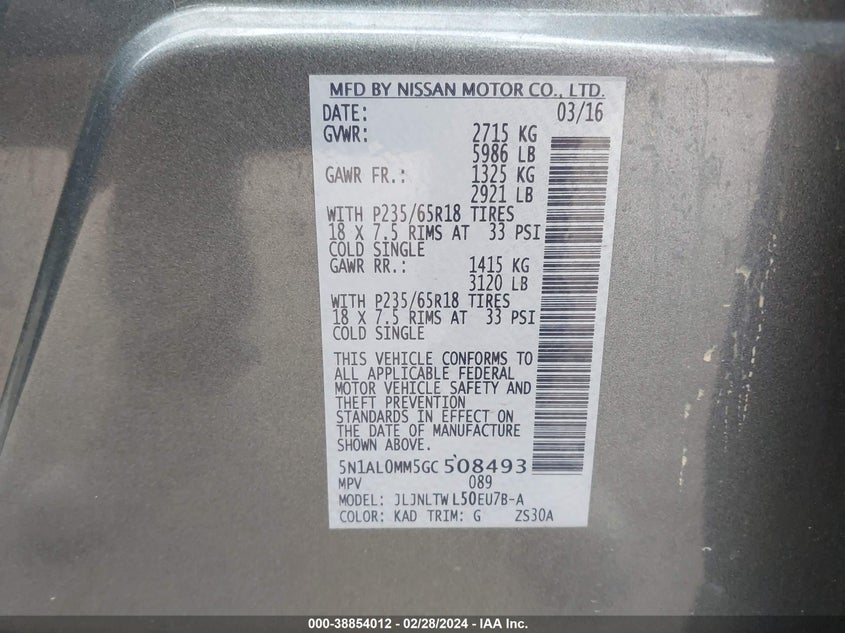 MFD BY NISSAN MOTOR CO., LTD.
DATE: 03/16
GVWR: 2715 KG
5986 LB
GAWR FR.: 1325 KG
2921 LB
WITH P235/65R18 TIRES
18 X 7.5 RIMS AT 33 PSI
COLD SINGLE
GAWR RR.: 1415 KG
3120 LB
WITH P235/65R18 TIRES
18 X 7.5 RIMS AT 33 PSI
COLD SINGLE
THIS VEHICLE CONFORMS TO
ALL APPLICABLE FEDERAL
MOTOR VEHICLE SAFETY AND
THEFT PREVENTION
STANDARDS IN EFFECT ON
THE DATE OF MANUFACTURE
SHOWN ABOVE.
5N1AL0MM5GC508493
MPV 089
MODEL: JLJNLTWL50EU7B-A
COLOR: KAD TRIM: G ZS30A
000-38854012 - 02/28/2024 - IAA Inc.